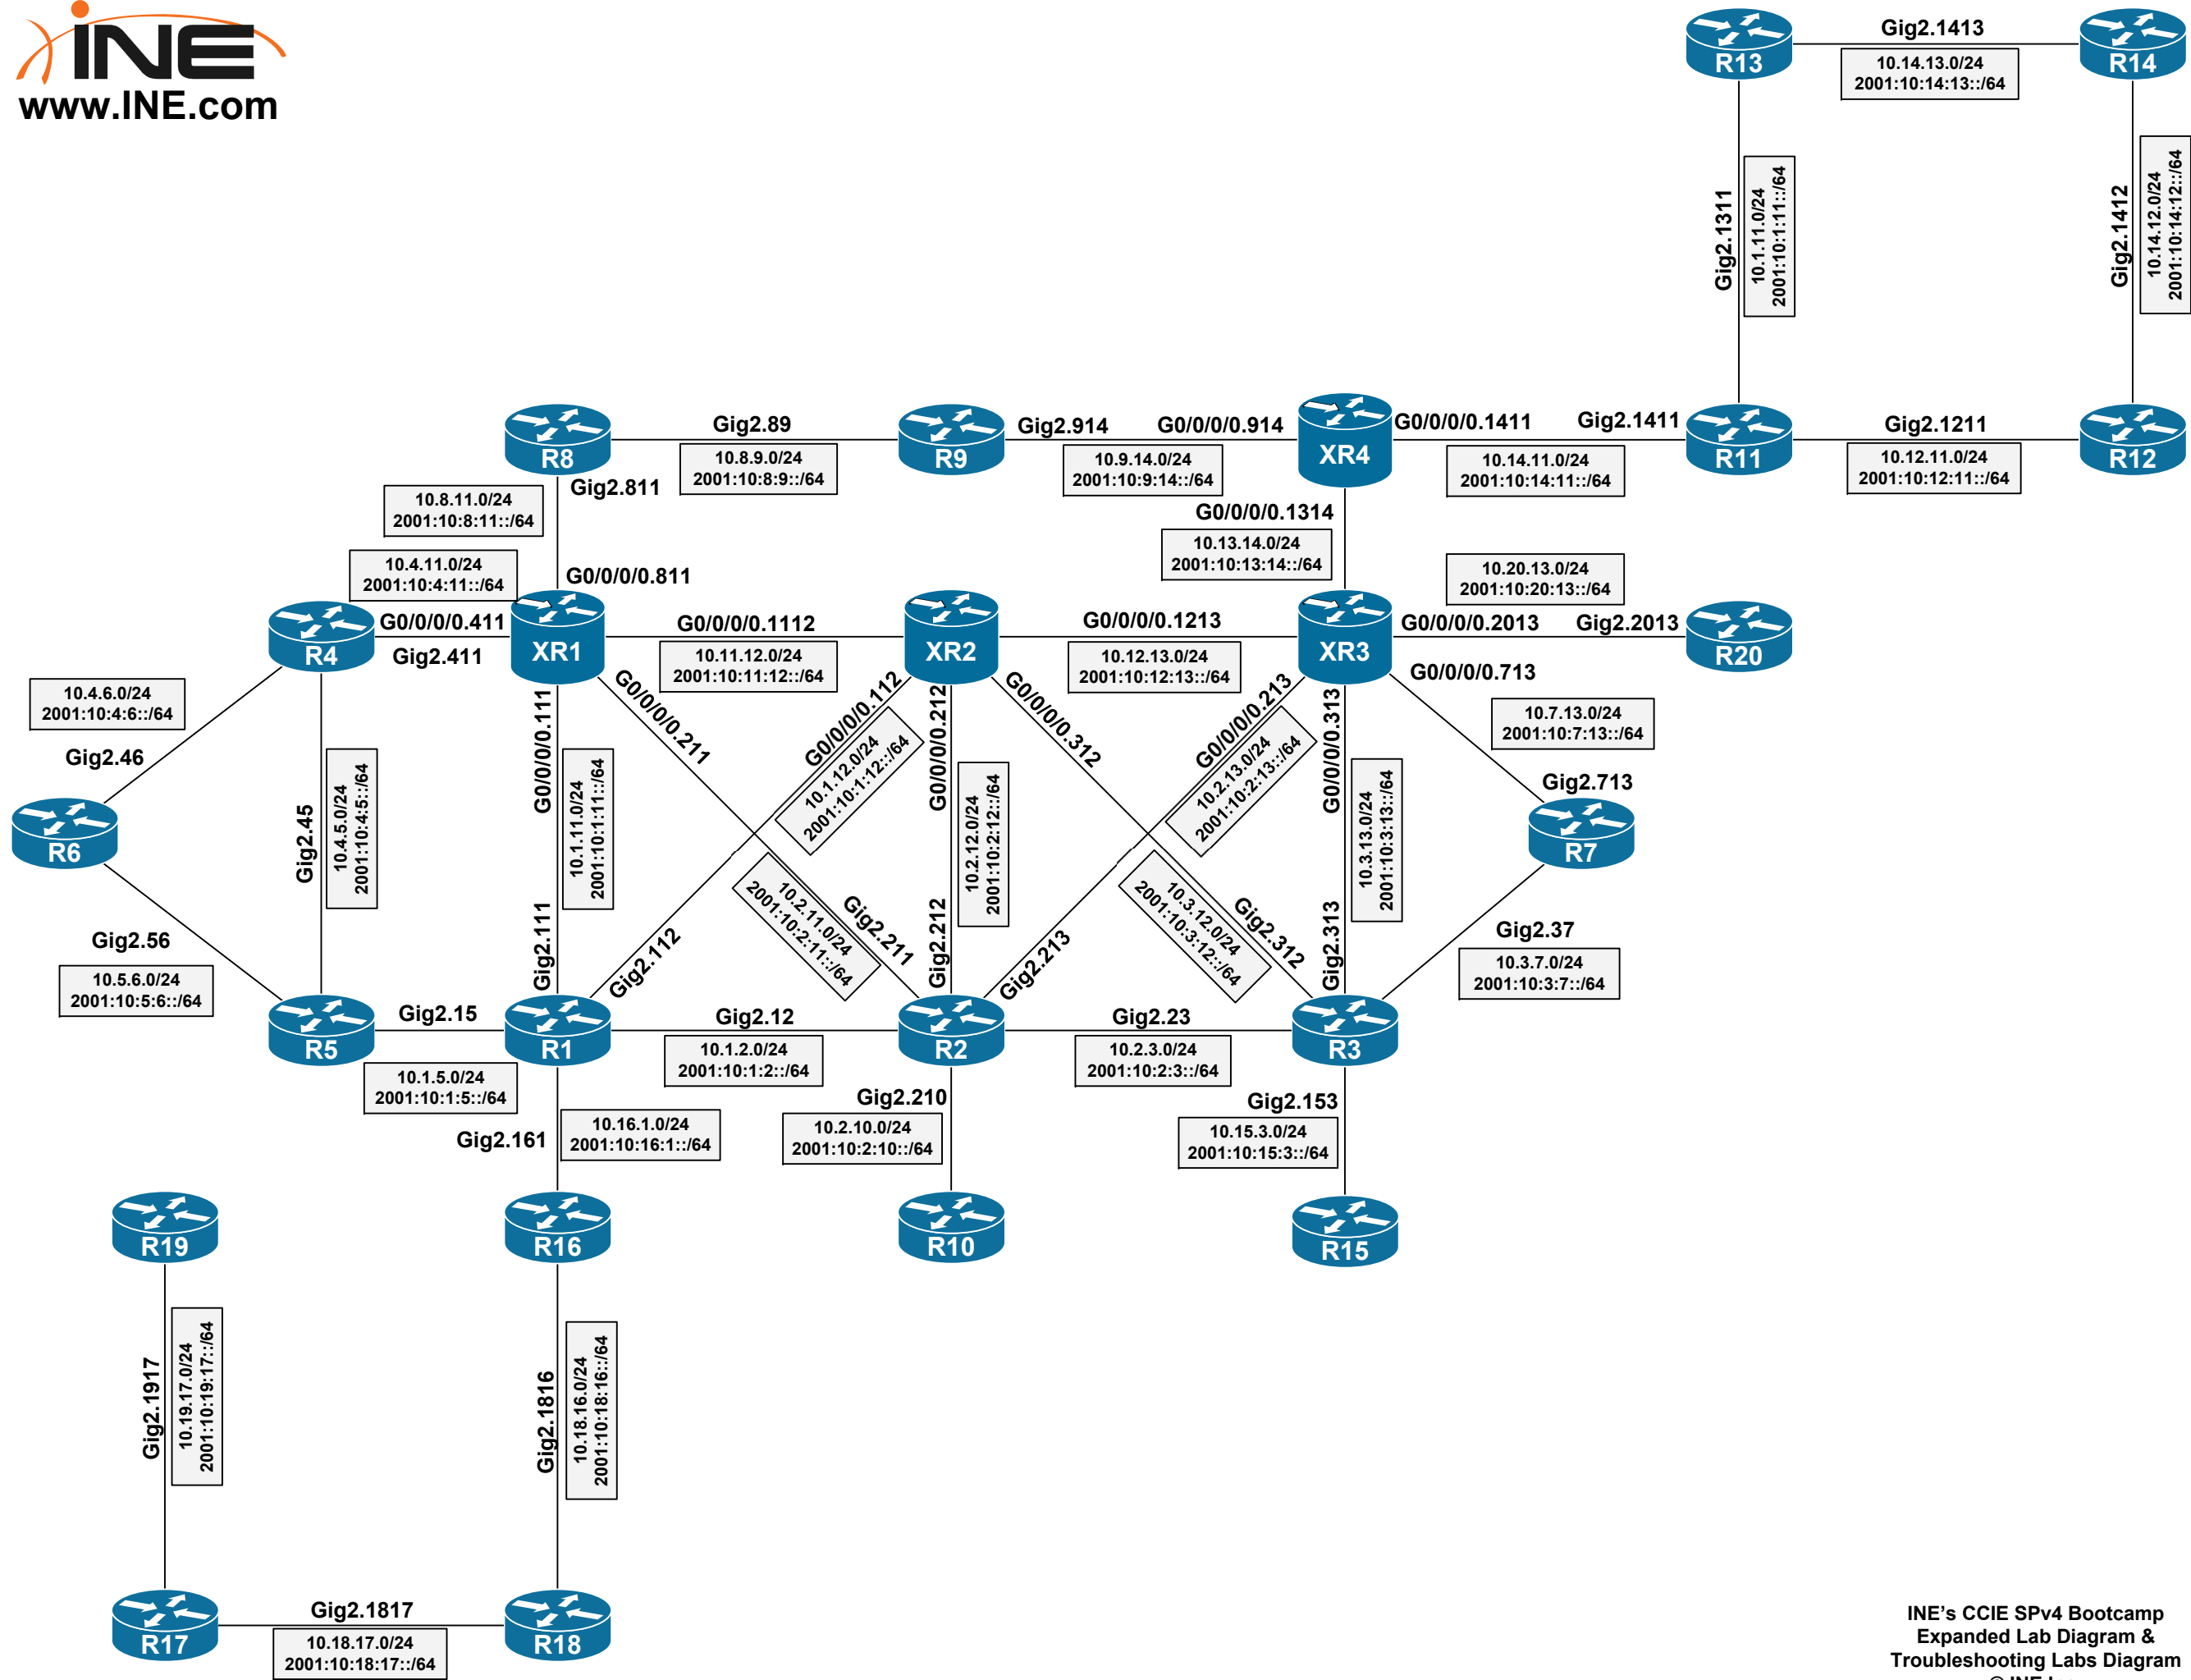 INE
www.INE.com
Gig2.1413
R13
R14
10.14.13.0/24
2001:10:14:13::/64
Gig2.1311
10.1.11.0/24
2001:10:1:11::/64
Gig2.1412
10.14.12.0/24
2001:10:14:12::/64
R8
Gig2.89
10.8.9.0/24
2001:10:8:9::/64
R9
Gig2.914
G0/0/0/0.914
10.9.14.0/24
2001:10:9:14::/64
XR4
G0/0/0/0.1411
Gig2.1411
10.14.11.0/24
2001:10:14:11::/64
R11
Gig2.1211
10.12.11.0/24
2001:10:12:11::/64
R12
Gig2.811
10.8.11.0/24
2001:10:8:11::/64
G0/0/0/0.1314
10.13.14.0/24
2001:10:13:14::/64
10.4.11.0/24
2001:10:4:11::/64
G0/0/0/0.811
10.20.13.0/24
2001:10:20:13::/64
R4
G0/0/0/0.411
Gig2.411
XR1
G0/0/0/0.1112
10.11.12.0/24
2001:10:11:12::/64
XR2
G0/0/0/0.1213
10.12.13.0/24
2001:10:12:13::/64
XR3
G0/0/0/0.2013
Gig2.2013
R20
G0/0/0/0.713
10.7.13.0/24
2001:10:7:13::/64
Gig2.713
R7
10.4.6.0/24
2001:10:4:6::/64
Gig2.46
R6
Gig2.45
10.4.5.0/24
2001:10:4:5::/64
G0/0/0/0.111
10.1.11.0/24
2001:10:1:11::/64
Gig2.111
G0/0/0/0.211
10.2.11.0/24
2001:10:2:11::/64
Gig2.211
G0/0/0/0.112
10.1.12.0/24
2001:10:1:12::/64
Gig2.112
G0/0/0/0.212
10.2.12.0/24
2001:10:2:12::/64
Gig2.212
G0/0/0/0.312
10.3.12.0/24
2001:10:3:12::/64
Gig2.312
G0/0/0/0.213
10.2.13.0/24
2001:10:2:13::/64
Gig2.213
G0/0/0/0.313
10.3.13.0/24
2001:10:3:13::/64
Gig2.313
Gig2.37
10.3.7.0/24
2001:10:3:7::/64
Gig2.56
10.5.6.0/24
2001:10:5:6::/64
R5
Gig2.15
10.1.5.0/24
2001:10:1:5::/64
R1
Gig2.12
10.1.2.0/24
2001:10:1:2::/64
R2
Gig2.23
10.2.3.0/24
2001:10:2:3::/64
R3
Gig2.161
10.16.1.0/24
2001:10:16:1::/64
Gig2.210
10.2.10.0/24
2001:10:2:10::/64
Gig2.153
10.15.3.0/24
2001:10:15:3::/64
R19
R16
R10
R15
Gig2.1917
10.19.17.0/24
2001:10:19:17::/64
Gig2.1816
10.18.16.0/24
2001:10:18:16::/64
R17
Gig2.1817
10.18.17.0/24
2001:10:18:17::/64
R18
INE's CCIE SPv4 Bootcamp
Expanded Lab Diagram &
Troubleshooting Labs Diagram